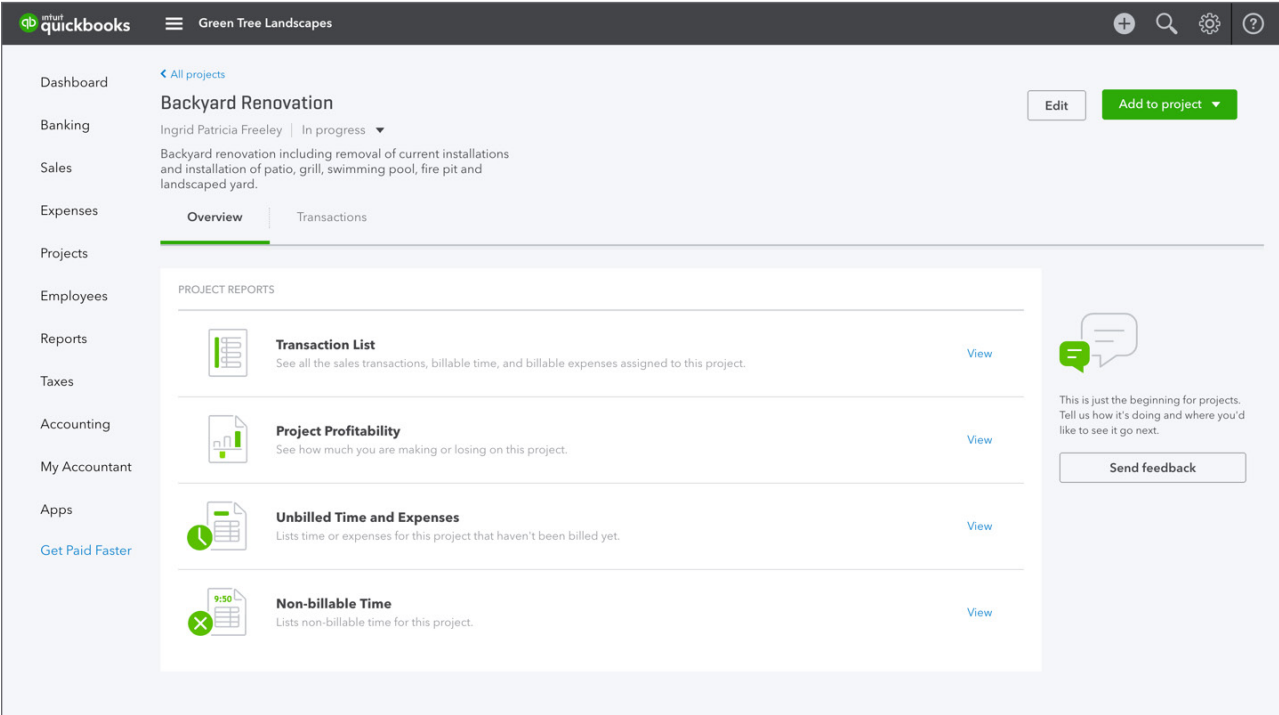 intuit
quickbooks
Green Tree Landscapes
Dashboard
Banking
Sales
Expenses
Projects
Employees
Reports
Taxes
Accounting
My Accountant
Apps
Get Paid Faster
All projects
Backyard Renovation
Ingrid Patricia Freeley | In progress
Backyard renovation including removal of current installations
and installation of patio, grill, swimming pool, fire pit and
landscaped yard.
Edit
Add to project
Overview
Transactions
PROJECT REPORTS
Transaction List
See all the sales transactions, billable time, and billable expenses assigned to this project.
View
Project Profitability
See how much you are making or losing on this project.
View
Unbilled Time and Expenses
Lists time or expenses for this project that haven't been billed yet.
View
9:50
Non-billable Time
Lists non-billable time for this project.
View
This is just the beginning for projects.
Tell us how it's doing and where you'd
like to see it go next.
Send feedback